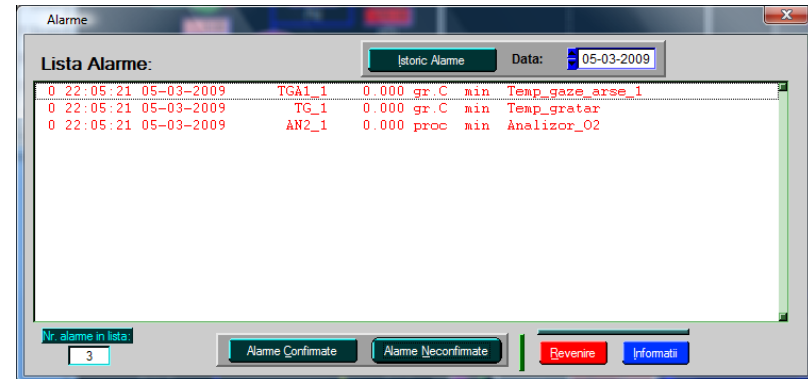 Alarme
Lista Alarme:
Istoric Alarme
Data:
05-03-2009
0 22:05:21 05-03-2009 TGA1_1 0.000 gr.C min Temp_gaze_arse_1
0 22:05:21 05-03-2009 TG_1 0.000 gr.C min Temp_gratar
0 22:05:21 05-03-2009 AN2_1 0.000 proc min Analizor_O2
Nr. alarme in lista:
3
Alarme Confirmate
Alarme Neconfirmate
Revenire
Informatii